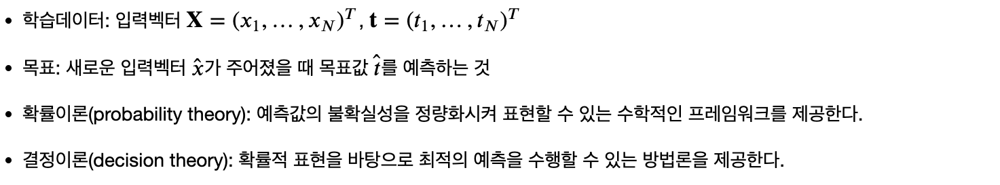 • 학습데이터: 입력벡터 $\mathbf{X} = (x_1, \ldots, x_N)^T$, $\mathbf{t} = (t_1, \ldots, t_N)^T$
• 목표: 새로운 입력벡터 $\hat{x}$가 주어졌을 때 목표값 $\hat{t}$를 예측하는 것
• 확률이론(probability theory): 예측값의 불확실성을 정량화시켜 표현할 수 있는 수학적인 프레임워크를 제공한다.
• 결정이론(decision theory): 확률적 표현을 바탕으로 최적의 예측을 수행할 수 있는 방법론을 제공한다.